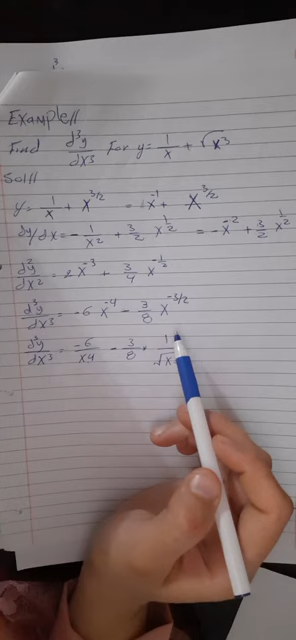 3.
Example//
Find d³y/dx³ For y = 1/x + √x³
Sol//
y = 1/x + x^3/2 = x^-1 + x^3/2
dy/dx = -1/x² + 3/2 x^1/2 = -x^-2 + 3/2 x^1/2
d²y/dx² = 2x^-3 + 3/4 x^-1/2
d³y/dx³ = -6x^-4 - 3/8 x^-3/2
d³y/dx³ = -6/x4 - 3/8 * 1/√x